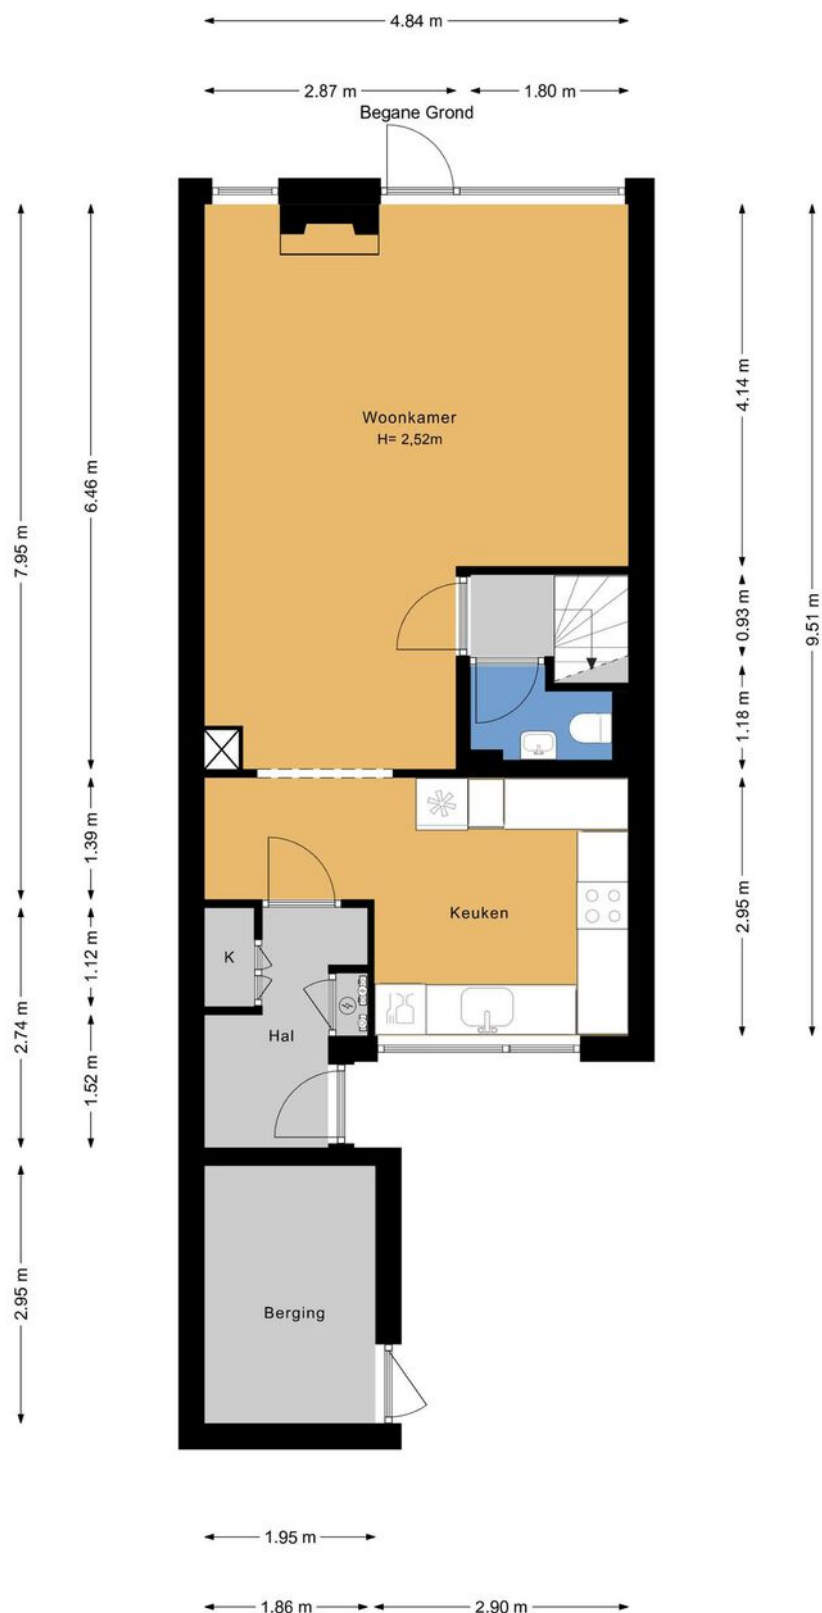 4.84 m
2.87 m
1.80 m
Begane Grond
7.95 m
6.46 m
4.14 m
9.51 m
Woonkamer
H= 2,52m
0.93 m
1.18 m
1.39 m
2.95 m
Keuken
K
1.12 m
2.74 m
Hal
1.52 m
2.95 m
Berging
1.95 m
1.86 m
2.90 m